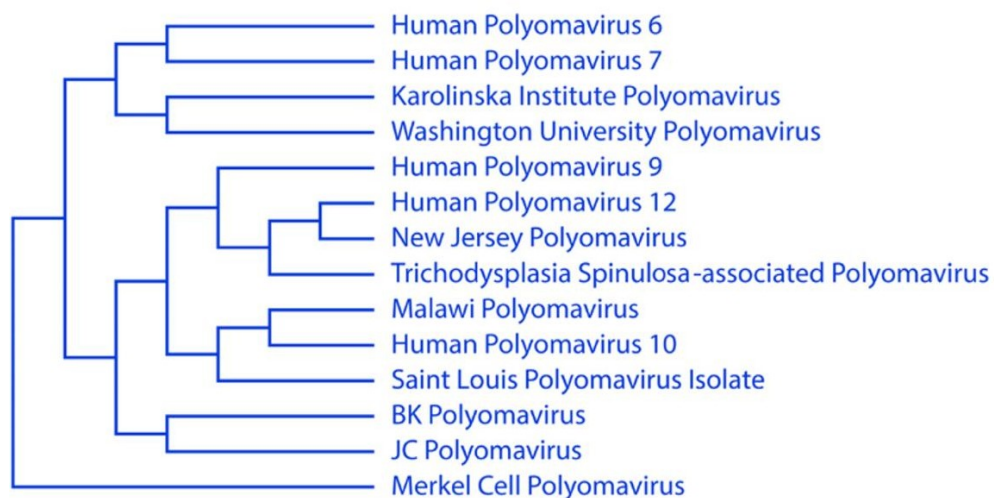 Human Polyomavirus 6
Human Polyomavirus 7
Karolinska Institute Polyomavirus
Washington University Polyomavirus
Human Polyomavirus 9
Human Polyomavirus 12
New Jersey Polyomavirus
Trichodysplasia Spinulosa-associated Polyomavirus
Malawi Polyomavirus
Human Polyomavirus 10
Saint Louis Polyomavirus Isolate
BK Polyomavirus
JC Polyomavirus
Merkel Cell Polyomavirus